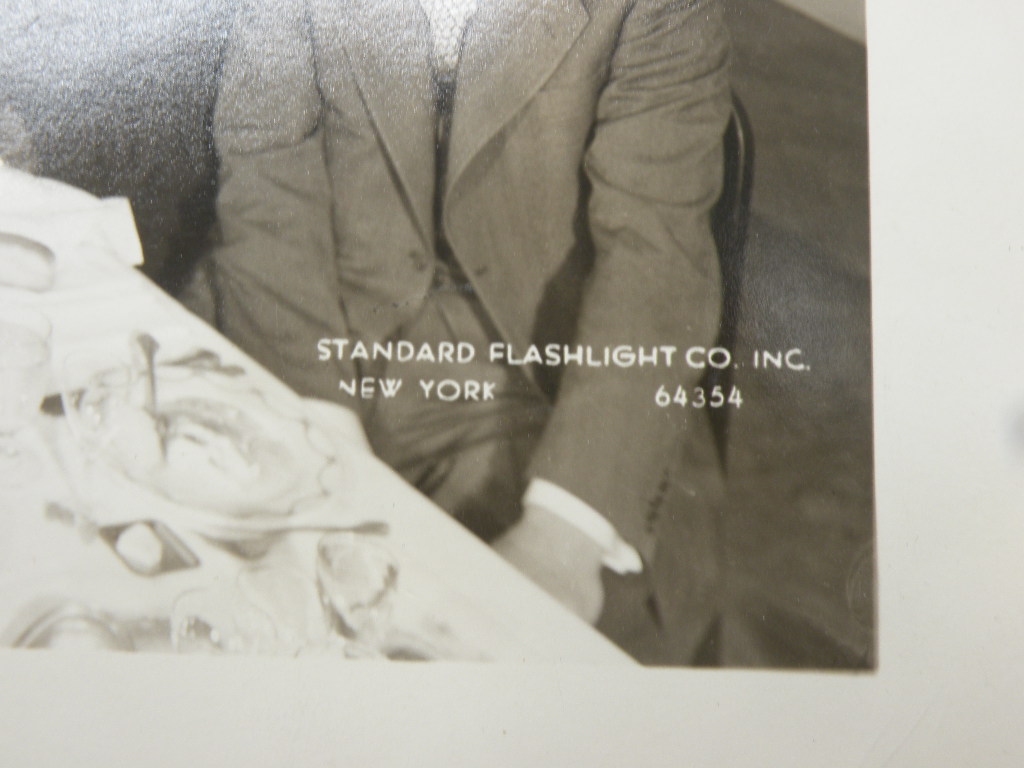 STANDARD FLASHLIGHT CO. INC.
NEW YORK 64354